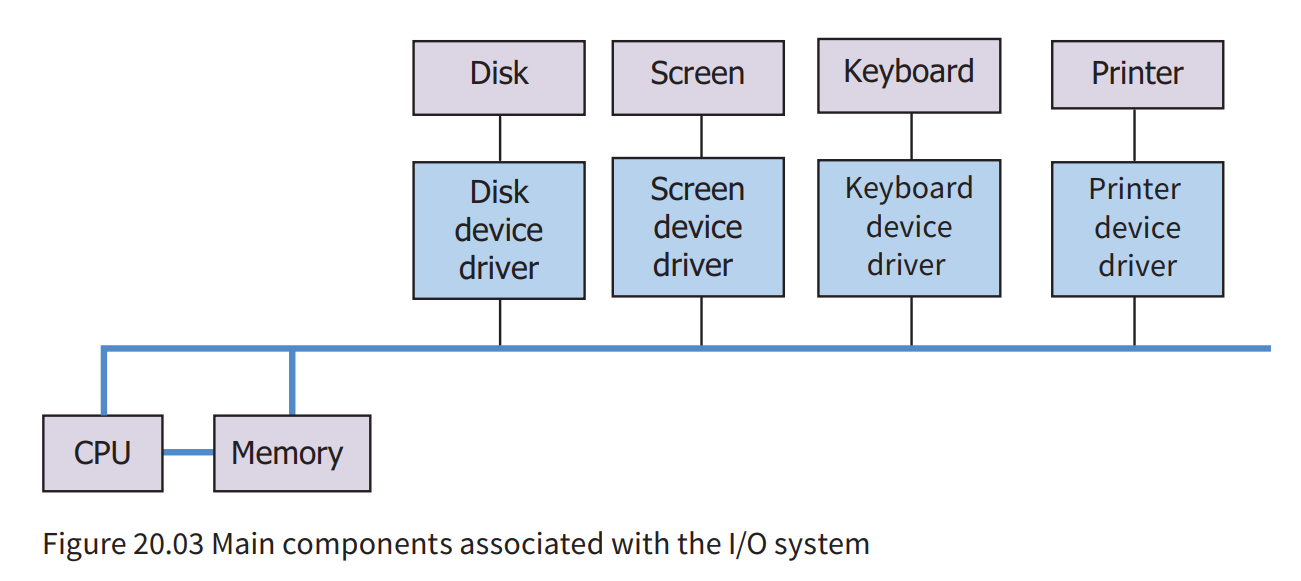 Disk
Screen
Keyboard
Printer
Disk
device
driver
Screen
device
driver
Keyboard
device
driver
Printer
device
driver
CPU
Memory
Figure 20.03 Main components associated with the I/O system